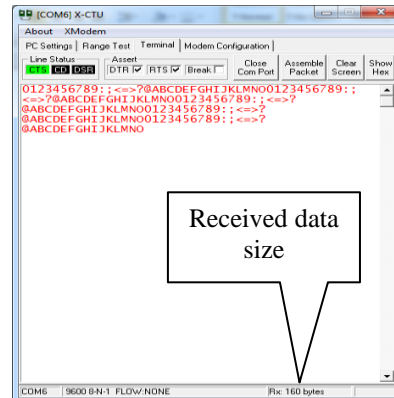 [COM6] X-CTU
About XModem
PC Settings Range Test Terminal Modem Configuration
Line Status Assert
CTS CD DSR DTR RTS Break Close Com Port Assemble Packet Clear Screen Show Hex
0123456789:;<=>?@ABCDEFGHIJKLMNO0123456789:;
<=>?@ABCDEFGHIJKLMNO0123456789:;<=>?
@ABCDEFGHIJKLMNO0123456789:;<=>?
@ABCDEFGHIJKLMNO0123456789:;<=>?
@ABCDEFGHIJKLMNO
Received data
size
COM6 9600 8-N-1 FLOW:NONE Rx: 160 bytes